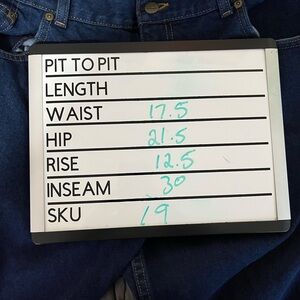 PIT TO PIT
LENGTH
WAIST 17.5
HIP 21.5
RISE 12.5
INSEAM 30
SKU 19